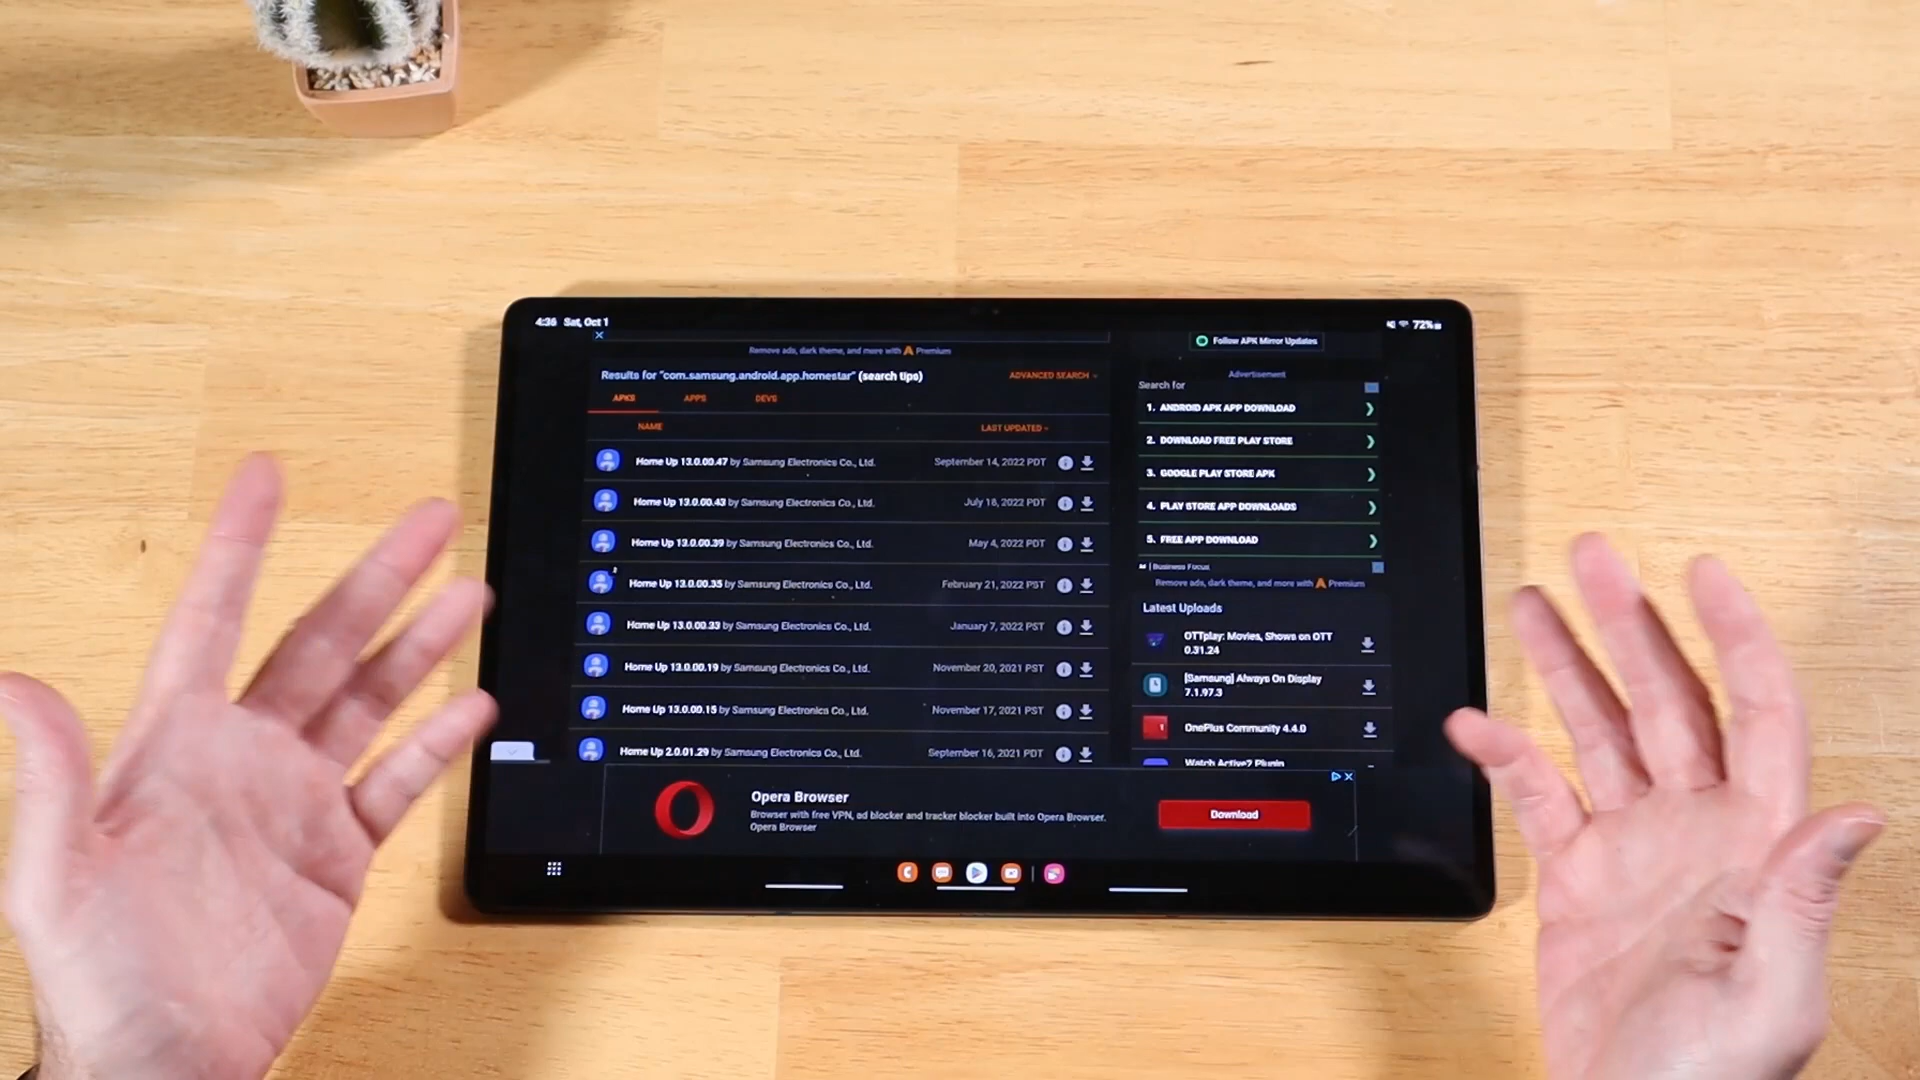 4:36 Sat, Oct 1
72%
Remove ads, dark theme, and more with Premium
Results for "com.samsung.android.app.homestar" (search tips)
ADVANCED SEARCH
APKS APPS DEVS
NAME LAST UPDATED
Home Up 13.0.00.47 by Samsung Electronics Co., Ltd. September 14, 2022 PDT
Home Up 13.0.00.43 by Samsung Electronics Co., Ltd. July 18, 2022 PDT
Home Up 13.0.00.39 by Samsung Electronics Co., Ltd. May 4, 2022 PDT
2
Home Up 13.0.00.35 by Samsung Electronics Co., Ltd. February 21, 2022 PDT
Home Up 13.0.00.33 by Samsung Electronics Co., Ltd. January 7, 2022 PST
Home Up 13.0.00.19 by Samsung Electronics Co., Ltd. November 20, 2021 PST
Home Up 13.0.00.15 by Samsung Electronics Co., Ltd. November 17, 2021 PST
Home Up 2.0.01.29 by Samsung Electronics Co., Ltd. September 16, 2021 PDT
Follow APK Mirror Updates
Advertisement
Search for
1. ANDROID APK APP DOWNLOAD
2. DOWNLOAD FREE PLAY STORE
3. GOOGLE PLAY STORE APK
4. PLAY STORE APP DOWNLOADS
5. FREE APP DOWNLOAD
Ad | Business Focus
Remove ads, dark theme, and more with Premium
Latest Uploads
OTTplay: Movies, Shows on OTT
0.31.24
[Samsung] Always On Display
7.1.97.3
OnePlus Community 4.4.0
Watch Active2 Plugin
Opera Browser
Browser with free VPN, ad blocker and tracker blocker built into Opera Browser.
Opera Browser
Download